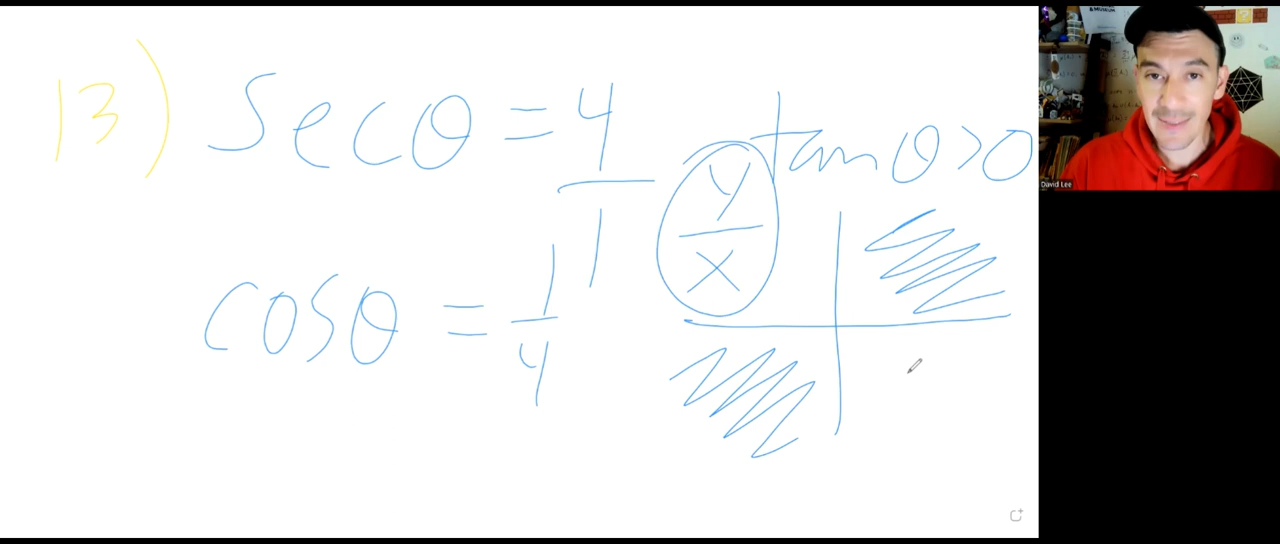 13) secθ = 4/1
tanθ>0
y/x
cosθ = 1/4
David Lee